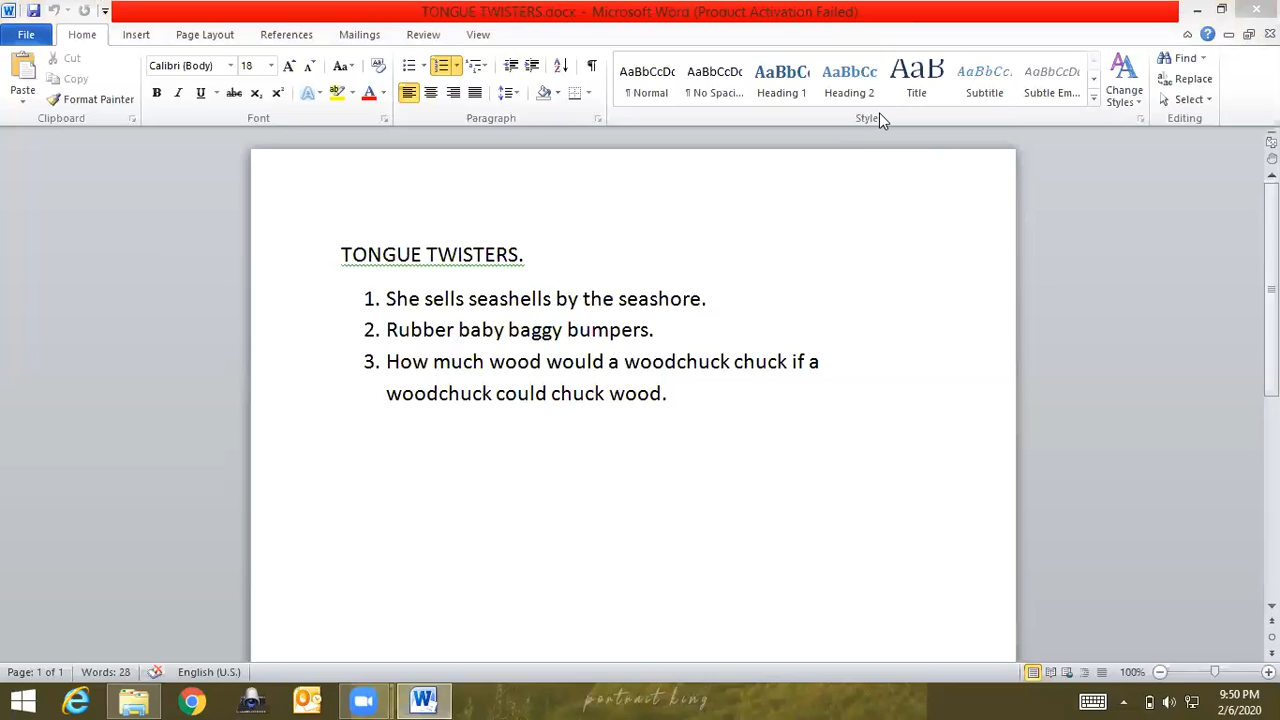 TONGUE TWISTERS.docx - Microsoft Word (Product Activation Failed)
File Home Insert Page Layout References Mailings Review View
Paste
Cut
Copy
Format Painter
Clipboard
Calibri (Body) 18
Font
Paragraph
AaBbCcDc AaBbCcDc AaBbCc AaBbCc AaB AaBbCc. AaBbCcDc
¶ Normal ¶ No Spaci... Heading 1 Heading 2 Title Subtitle Subtle Em...
Change
Styles
Style
Find
Replace
Select
Editing
TONGUE TWISTERS.
1. She sells seashells by the seashore.
2. Rubber baby baggy bumpers.
3. How much wood would a woodchuck chuck if a
woodchuck could chuck wood.
Page: 1 of 1 Words: 28 English (U.S.) 100%
portrait king
9:50 PM
2/6/2020